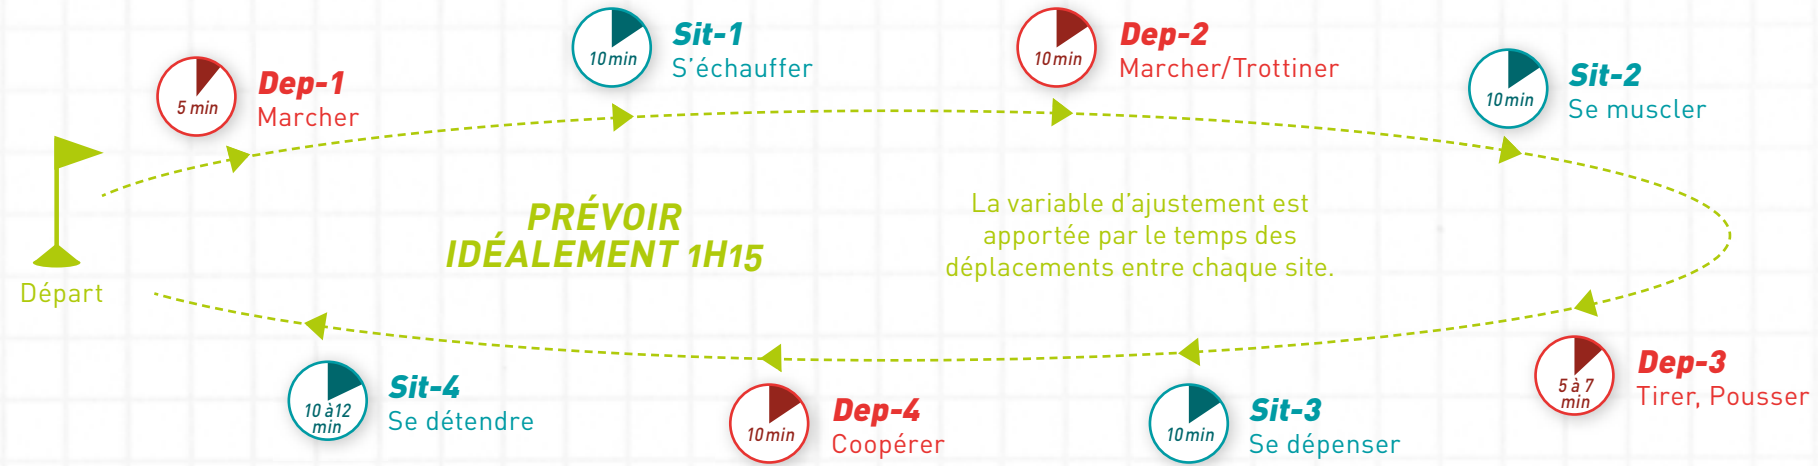 Départ
5 min
Dep-1
Marcher
10 min
Sit-1
S'échauffer
10 min
Dep-2
Marcher/Trottiner
10 min
Sit-2
Se muscler
PRÉVOIR
IDÉALEMENT 1H15
La variable d'ajustement est
apportée par le temps des
déplacements entre chaque site.
5 à 7
min
Dep-3
Tirer, Pousser
10 min
Sit-3
Se dépenser
10 min
Dep-4
Coopérer
10 à12
min
Sit-4
Se détendre